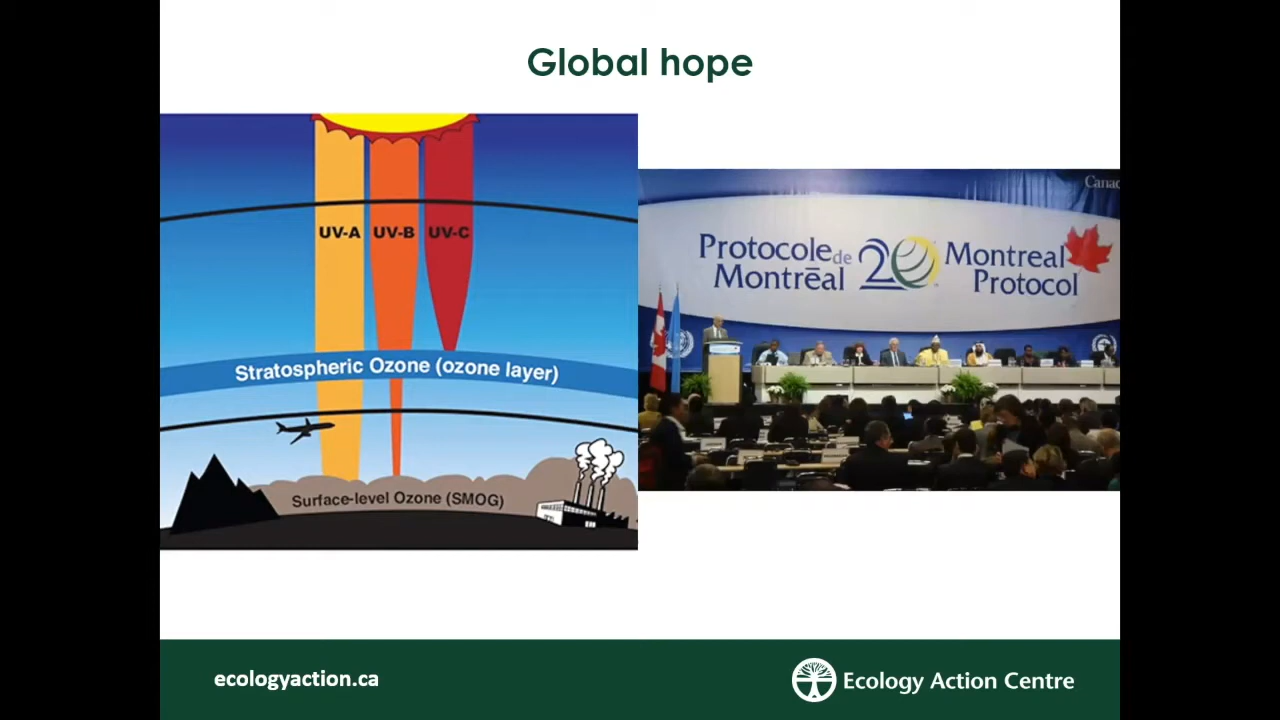 Global hope
UV-A UV-B UV-C
Stratospheric Ozone (ozone layer)
Surface-level Ozone (SMOG)
Canad
Protocole de
Montréal
20
Montreal
Protocol
ecologyaction.ca
Ecology Action Centre